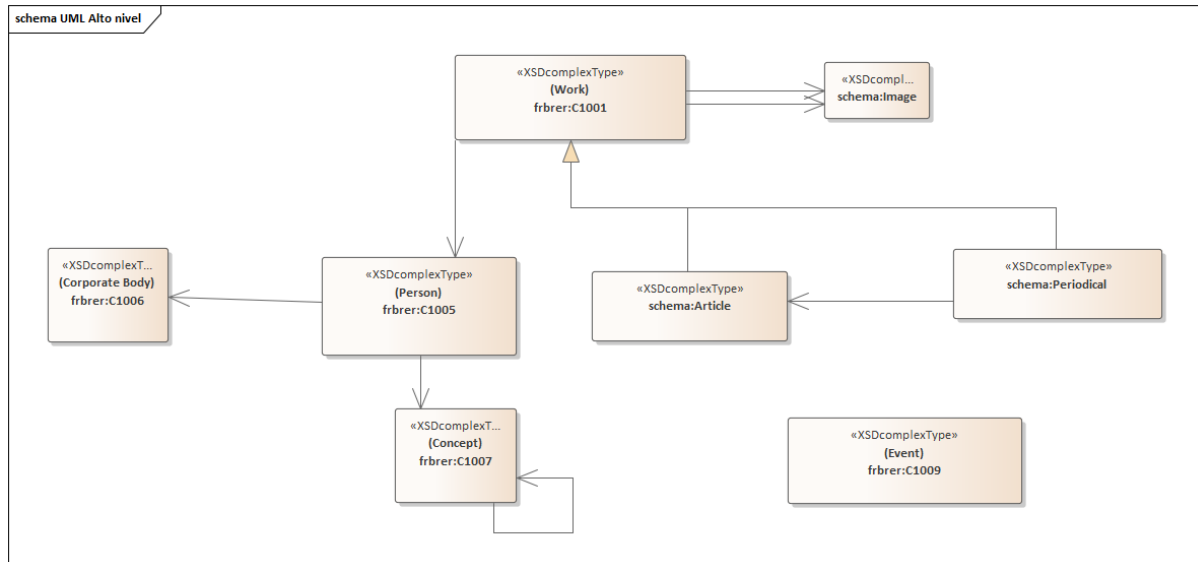 schema UML Alto nivel
«XSDcomplexType»
(Work)
frbrer:C1001
«XSDcompl...
schema:Image
«XSDcomplexT...
(Corporate Body)
frbrer:C1006
«XSDcomplexType»
(Person)
frbrer:C1005
«XSDcomplexType»
schema:Article
«XSDcomplexType»
schema:Periodical
«XSDcomplexT...
(Concept)
frbrer:C1007
«XSDcomplexType»
(Event)
frbrer:C1009